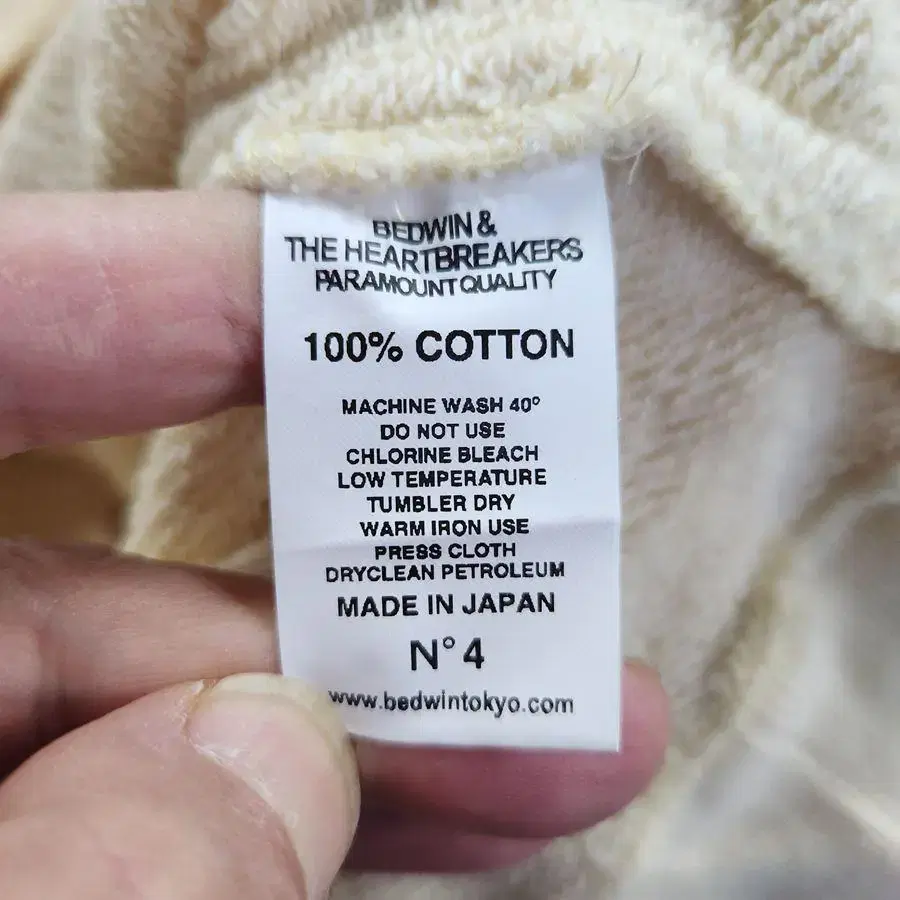 BEDWIN &
THE HEARTBREAKERS
PARAMOUNT QUALITY
100% COTTON
MACHINE WASH 40°
DO NOT USE
CHLORINE BLEACH
LOW TEMPERATURE
TUMBLER DRY
WARM IRON USE
PRESS CLOTH
DRYCLEAN PETROLEUM
MADE IN JAPAN
N° 4
www.bedwintokyo.com